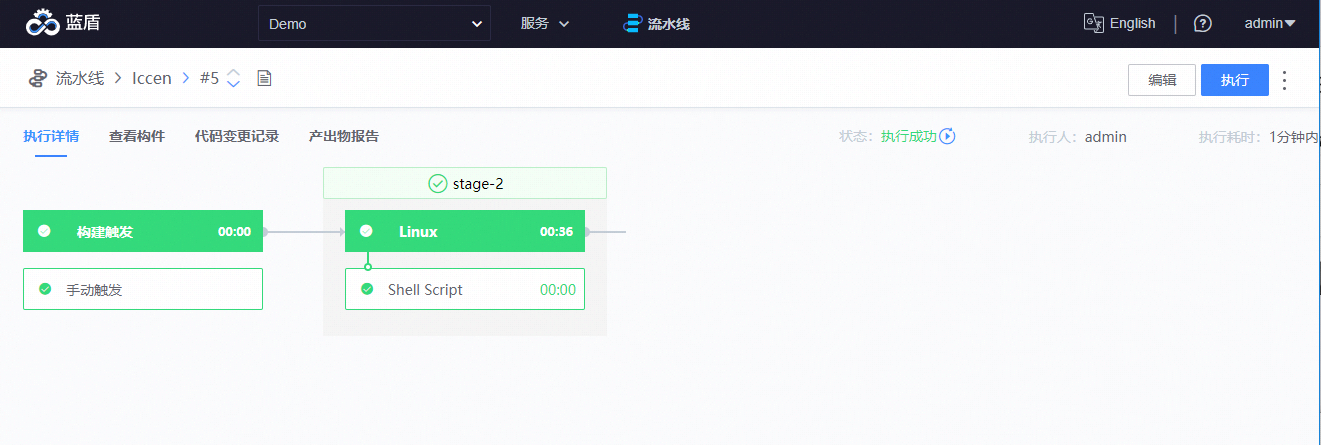 蓝盾 Demo 服务 流水线 English admin
流水线 > lccen > #5 编辑 执行
执行详情 查看构件 代码变更记录 产出物报告 状态：执行成功 执行人：admin 执行耗时：1分钟内
stage-2
构建触发 00:00 Linux 00:36
手动触发 Shell Script 00:00